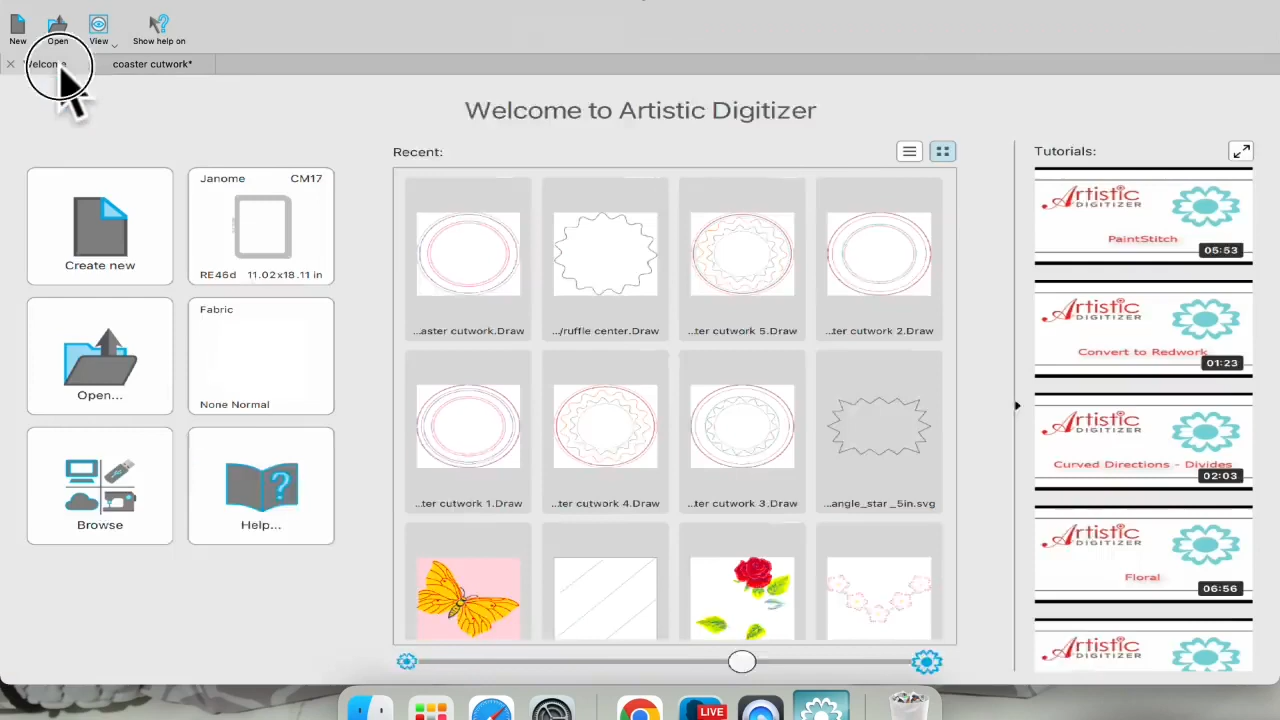 New Open View Show help on
Welcome coaster cutwork*
Welcome to Artistic Digitizer
Recent:
Tutorials:
Create new
Janome CM17
RE46d 11.02x18.11 in
Open...
Fabric
None Normal
Browse
Help...
...aster cutwork.Draw
.../ruffle center.Draw
...ter cutwork 5.Draw
...ter cutwork 2.Draw
...ter cutwork 1.Draw
...ter cutwork 4.Draw
...ter cutwork 3.Draw
...angle_star_5in.svg
Artistic
DIGITIZER
PaintStitch
05:53
Artistic
DIGITIZER
Convert to Redwork
01:23
Artistic
DIGITIZER
Curved Directions - Divides
02:03
Artistic
DIGITIZER
Floral
06:56
Artistic
DIGITIZER
LIVE